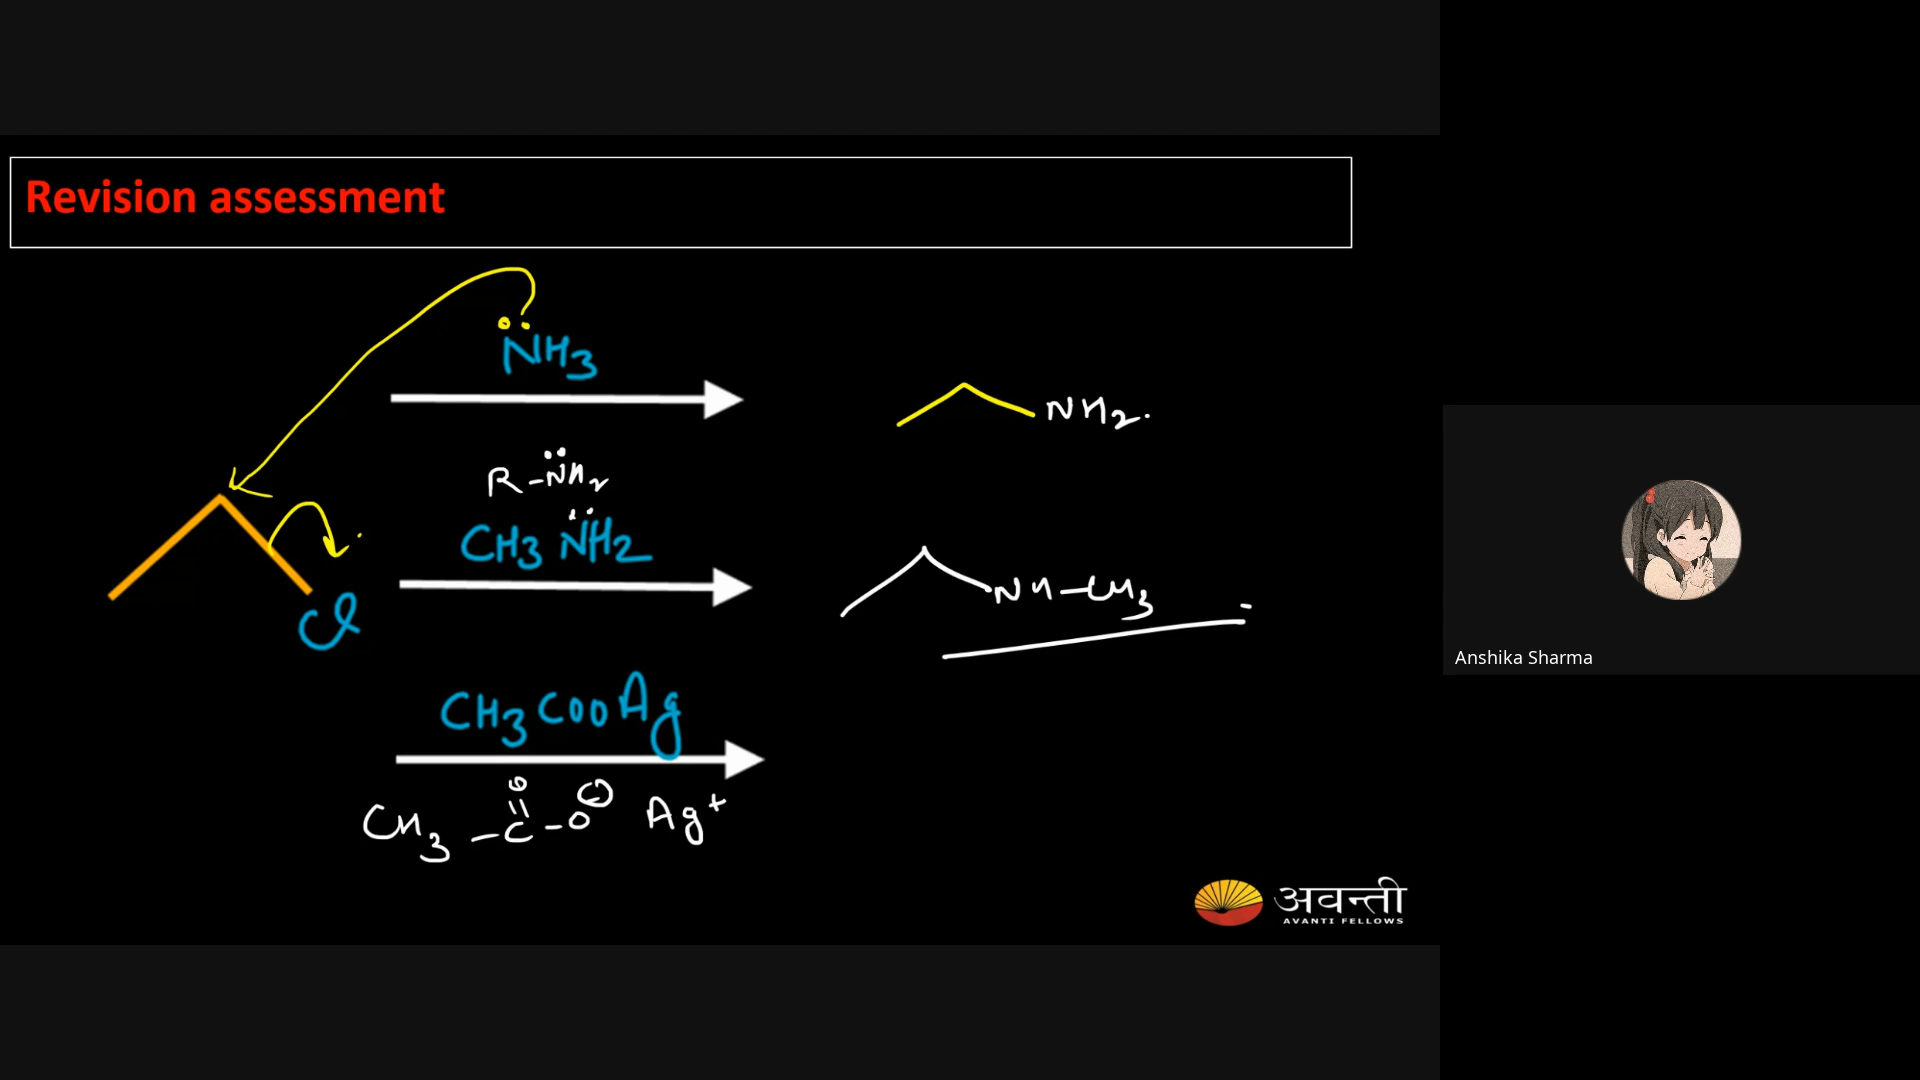 Revision assessment
NH3
NH2.
R-NH2
CH3 NH2
NH-CH3
Cl
CH3COOAg
O
CH3-C-O⊖ Ag+
Anshika Sharma
अवन्ती
AVANTI FELLOWS